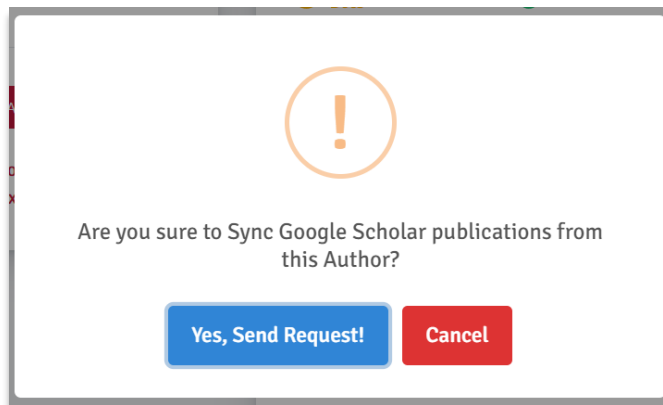 !
Are you sure to Sync Google Scholar publications from
this Author?
Yes, Send Request!
Cancel